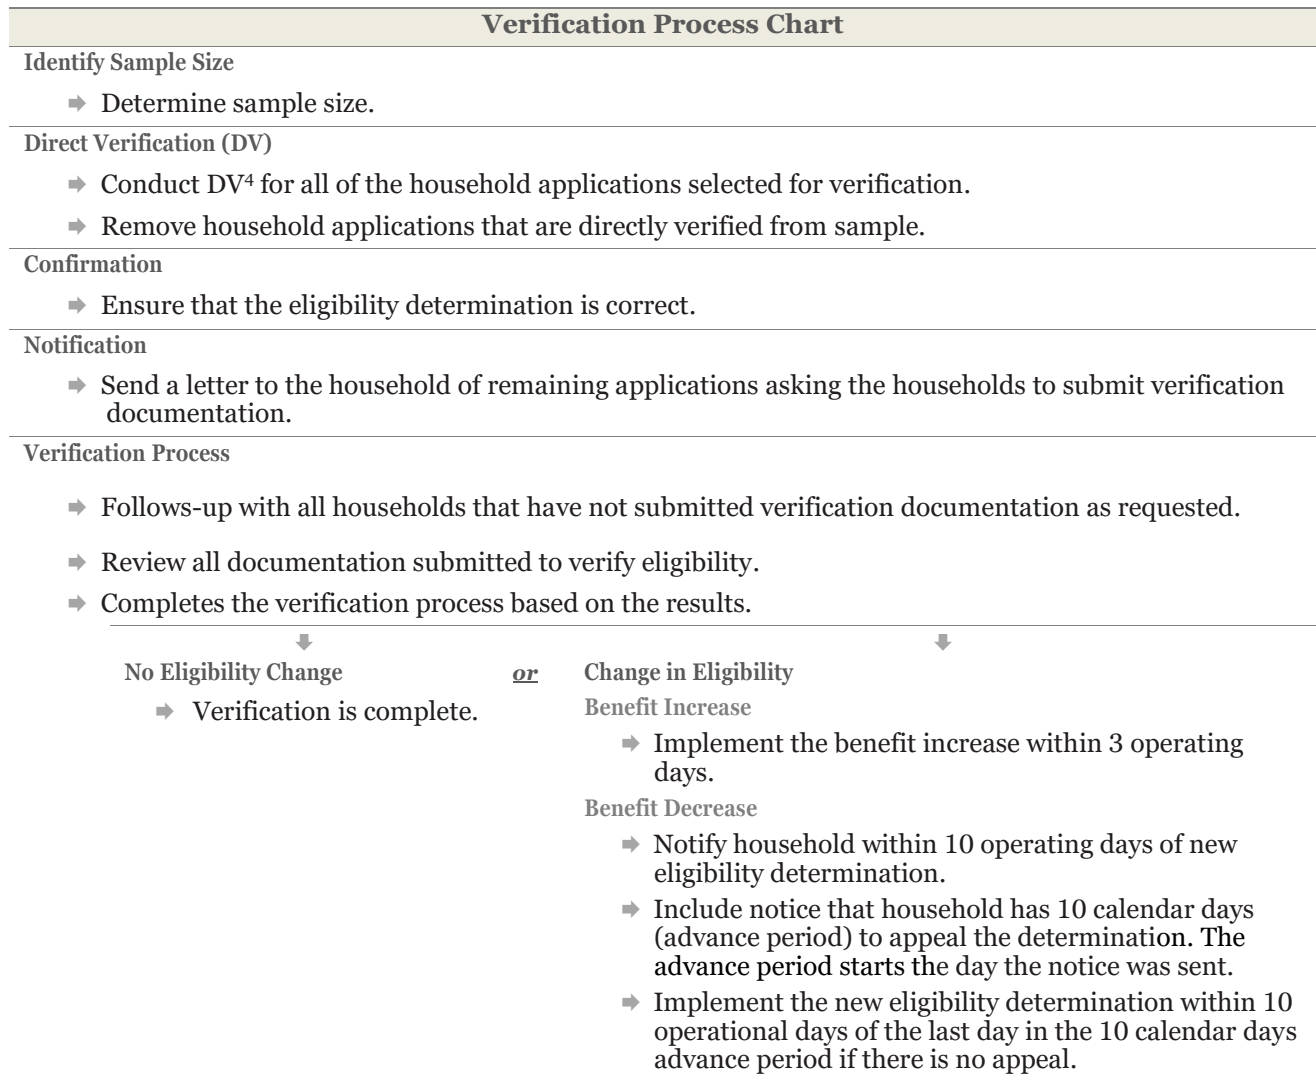 Verification Process Chart
Identify Sample Size
Determine sample size.
Direct Verification (DV)
Conduct DV⁴ for all of the household applications selected for verification.
Remove household applications that are directly verified from sample.
Confirmation
Ensure that the eligibility determination is correct.
Notification
Send a letter to the household of remaining applications asking the households to submit verification
documentation.
Verification Process
Follows-up with all households that have not submitted verification documentation as requested.
Review all documentation submitted to verify eligibility.
Completes the verification process based on the results.
No Eligibility Change
Verification is complete.
or
Change in Eligibility
Benefit Increase
Implement the benefit increase within 3 operating
days.
Benefit Decrease
Notify household within 10 operating days of new
eligibility determination.
Include notice that household has 10 calendar days
(advance period) to appeal the determination. The
advance period starts the day the notice was sent.
Implement the new eligibility determination within 10
operational days of the last day in the 10 calendar days
advance period if there is no appeal.